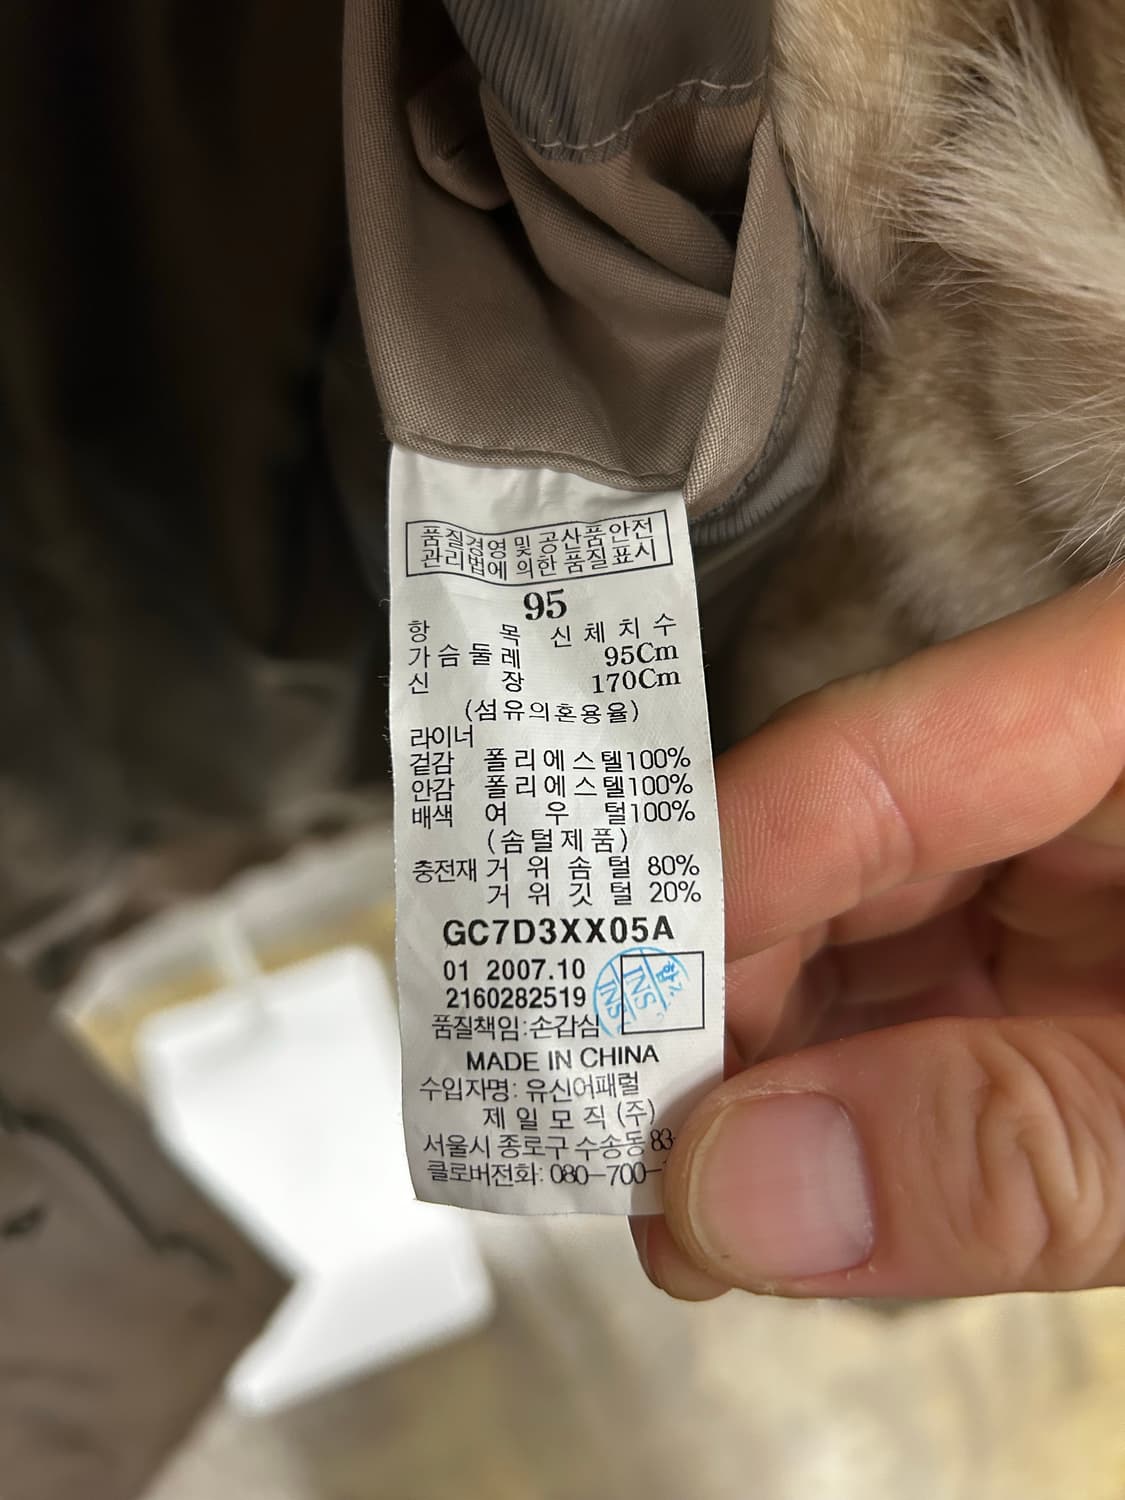 품질경영 및 공산품안전
관리법에 의한 품질표시
95
항 목 신 체 치 수
가 슴 둘 레 95Cm
신 장 170Cm
(섬유의혼용율)
라이너
겉감 폴 리 에 스 텔100%
안감 폴 리 에 스 텔100%
배색 여 우 털100%
(솜털제품)
충전재 거 위 솜 털 80%
거 위 깃 털 20%
GC7D3XX05A
01 2007.10
2160282519
INS INS
품질책임:손갑심
MADE IN CHINA
수입자명: 유신어패럴
제 일 모 직 (주)
서울시 종로구 수송동 83-
클로버전화: 080-700-